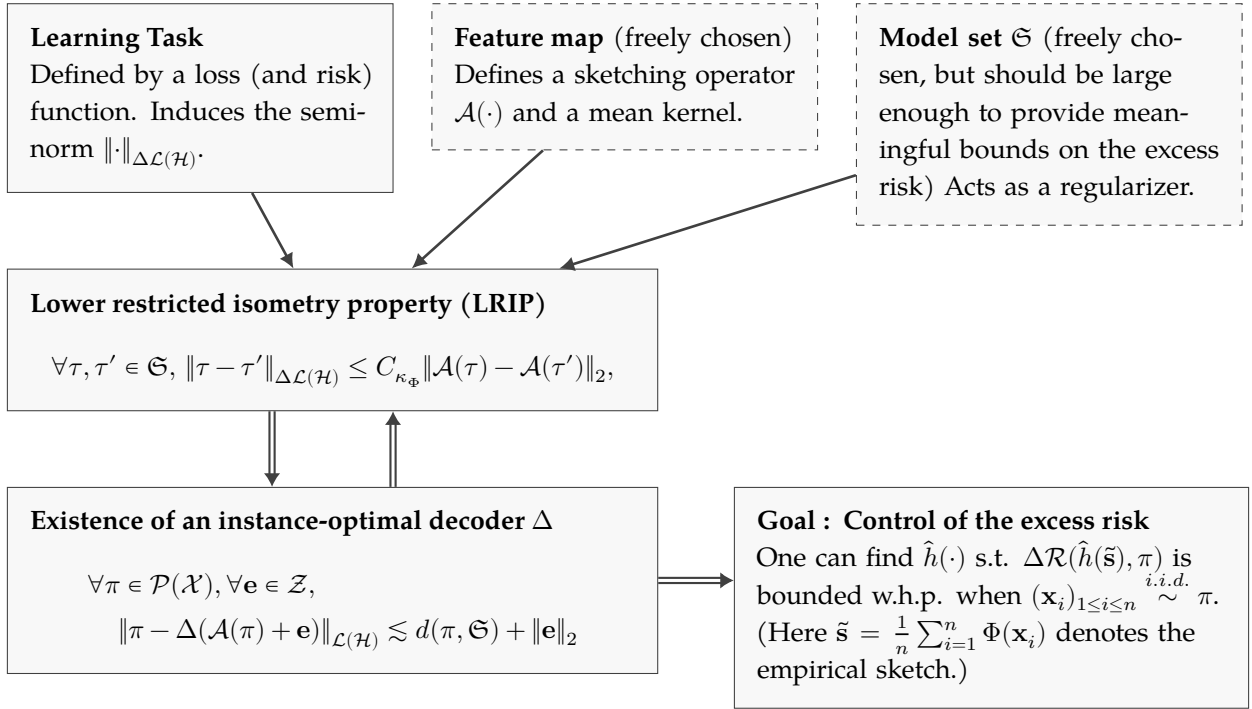 Learning Task
Defined by a loss (and risk)
function. Induces the semi-
norm ‖·‖_{Δℒ(ℋ)}.
Feature map (freely chosen)
Defines a sketching operator
𝒜(·) and a mean kernel.
Model set 𝔖 (freely cho-
sen, but should be large
enough to provide mean-
ingful bounds on the excess
risk) Acts as a regularizer.
Lower restricted isometry property (LRIP)
∀τ, τ′ ∈ 𝔖, ‖τ − τ′‖_{Δℒ(ℋ)} ≤ C_{κ_Φ}‖𝒜(τ) − 𝒜(τ′)‖₂,
Existence of an instance-optimal decoder Δ
∀π ∈ 𝒫(𝒳), ∀𝐞 ∈ 𝒵,
‖π − Δ(𝒜(π) + 𝐞)‖_{ℒ(ℋ)} ≲ d(π, 𝔖) + ‖𝐞‖₂
Goal : Control of the excess risk
One can find ĥ(·) s.t. Δℛ(ĥ(𝐬̃), π) is
bounded w.h.p. when (𝐱ᵢ)_{1≤i≤n} \overset{i.i.d.}{∼} π.
(Here 𝐬̃ = \frac{1}{n} ∑_{i=1}^{n} Φ(𝐱ᵢ) denotes the
empirical sketch.)